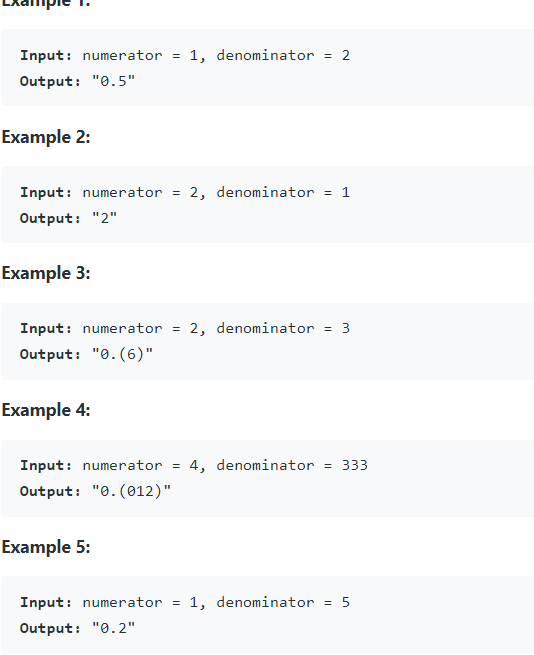 Example 1:
Input: numerator = 1, denominator = 2
Output: "0.5"
Example 2:
Input: numerator = 2, denominator = 1
Output: "2"
Example 3:
Input: numerator = 2, denominator = 3
Output: "0.(6)"
Example 4:
Input: numerator = 4, denominator = 333
Output: "0.(012)"
Example 5:
Input: numerator = 1, denominator = 5
Output: "0.2"